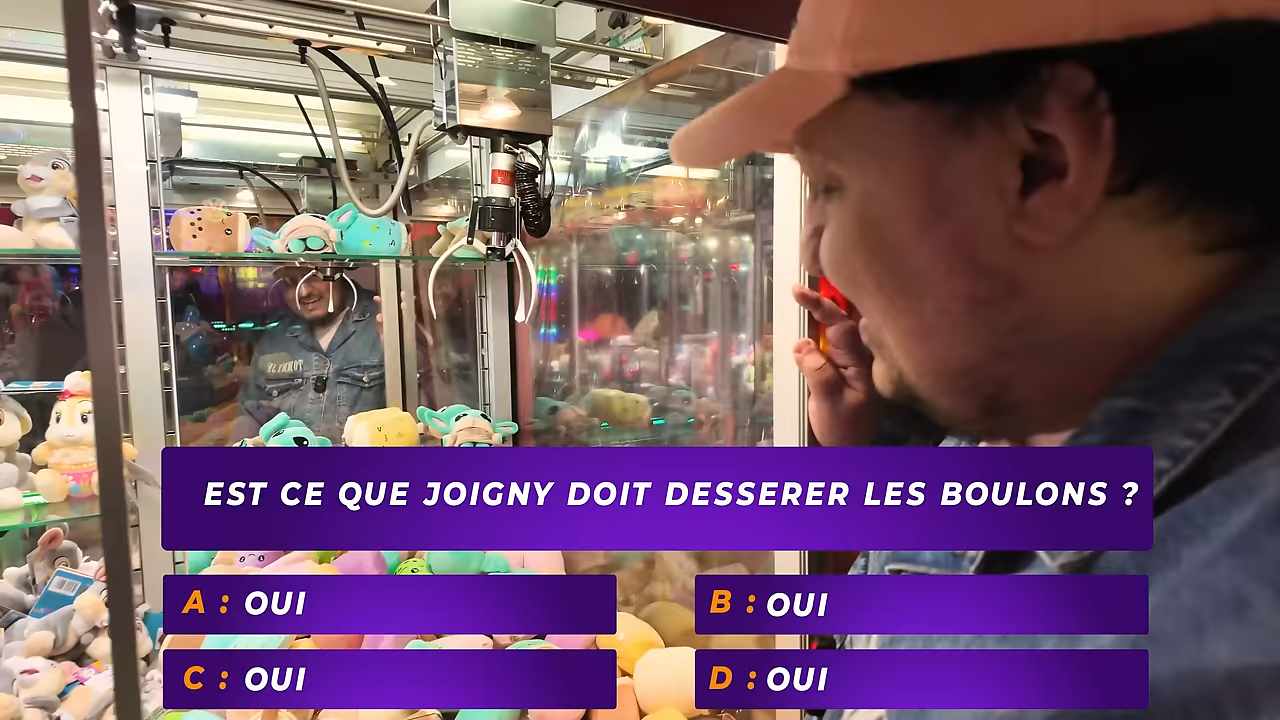 EST CE QUE JOIGNY DOIT DESSERER LES BOULONS ?
A : OUI
B : OUI
C : OUI
D : OUI